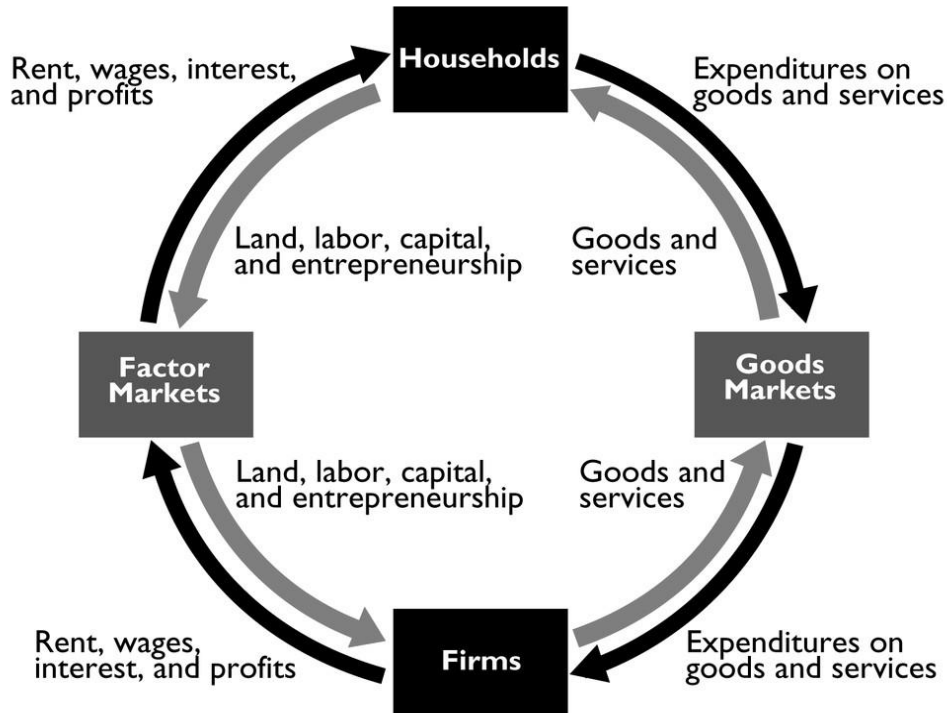 Households
Rent, wages, interest,
and profits
Expenditures on
goods and services
Land, labor, capital,
and entrepreneurship
Goods and
services
Factor
Markets
Goods
Markets
Land, labor, capital,
and entrepreneurship
Goods and
services
Rent, wages,
interest, and profits
Firms
Expenditures on
goods and services